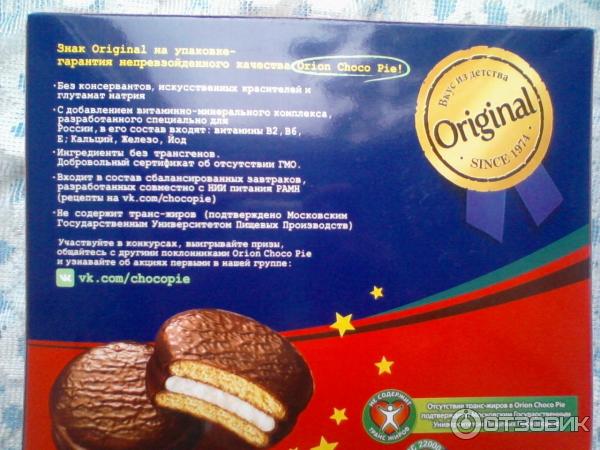 Знак Original на упаковке-
гарантия непревзойденного качества Orion Choco Pie!
·Без консервантов, искусственных красителей и
глутамат натрия
·С добавлением витаминно-минерального комплекса,
разработанного специально для
России, в его состав входят: витамины В2, В6,
Е; Кальций, Железо, Йод
·Ингредиенты без трансгенов.
Добровольный сертификат об отсутствии ГМО.
·Входит в состав сбалансированных завтраков,
разработанных совместно с НИИ питания РАМН
(рецепты на vk.com/chocopie)
·Не содержит транс-жиров (подтверждено Московским
Государственным Университетом Пищевых Производств)
Участвуйте в конкурсах, выигрывайте призы,
общайтесь с другими поклонниками Orion Choco Pie
и узнавайте об акциях первыми в нашей группе:
vk.com/chocopie
Вкус из детства
Original
· SINCE 1974 ·
НЕ СОДЕРЖИТ
ТРАНС ЖИРОВ
Отсутствие транс-жиров в Orion Choco Pie
подтверждено Московским Государственным
Университетом
22000
ОТЗОВИК